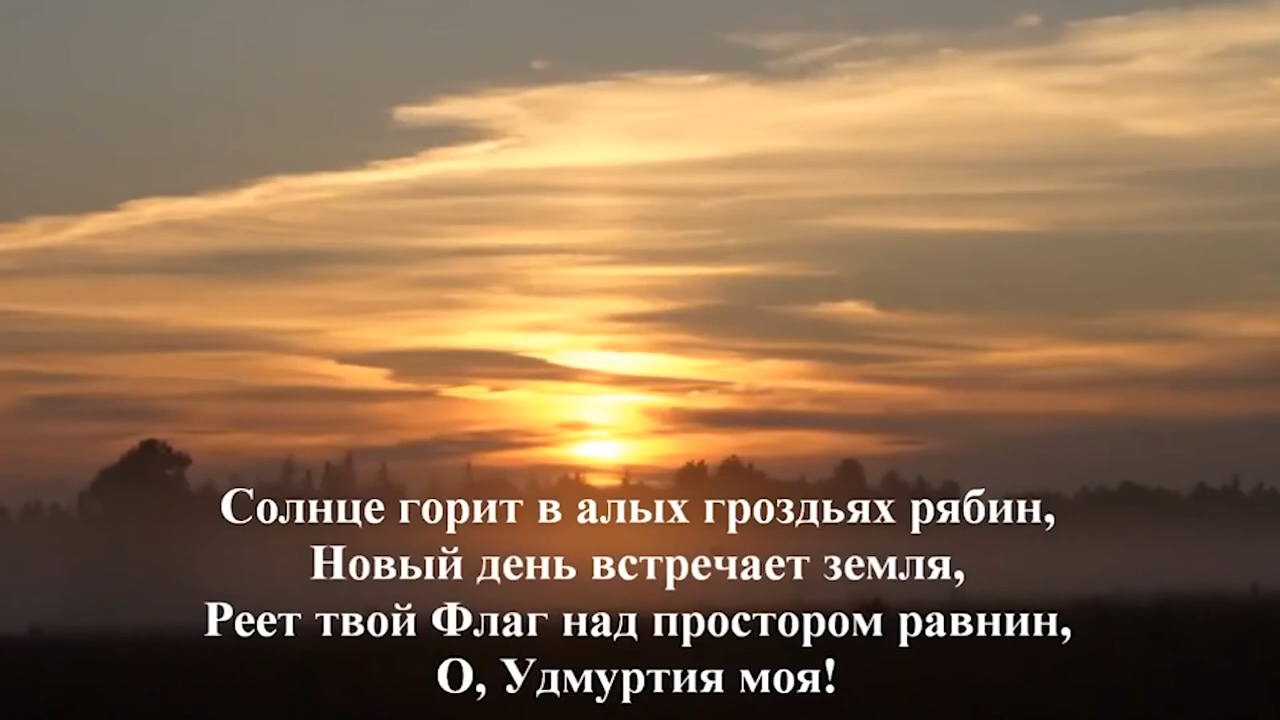 Солнце горит в алых гроздьях рябин,
Новый день встречает земля,
Реет твой Флаг над простором равнин,
О, Удмуртия моя!